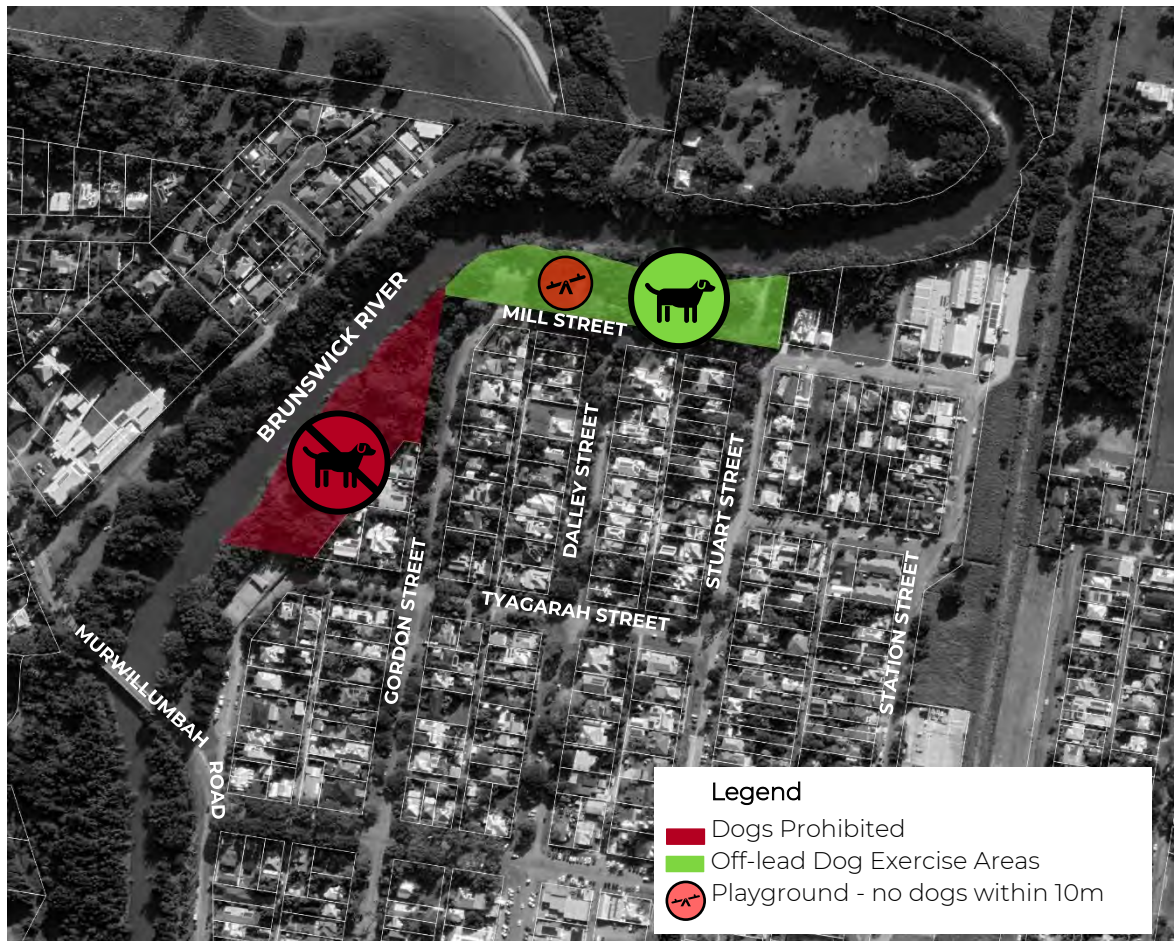 BRUNSWICK RIVER
MILL STREET
DALLEY STREET
STUART STREET
GORDON STREET
TYAGARAH STREET
STATION STREET
MURWILLUMBAH
ROAD
Legend
Dogs Prohibited
Off-lead Dog Exercise Areas
Playground - no dogs within 10m